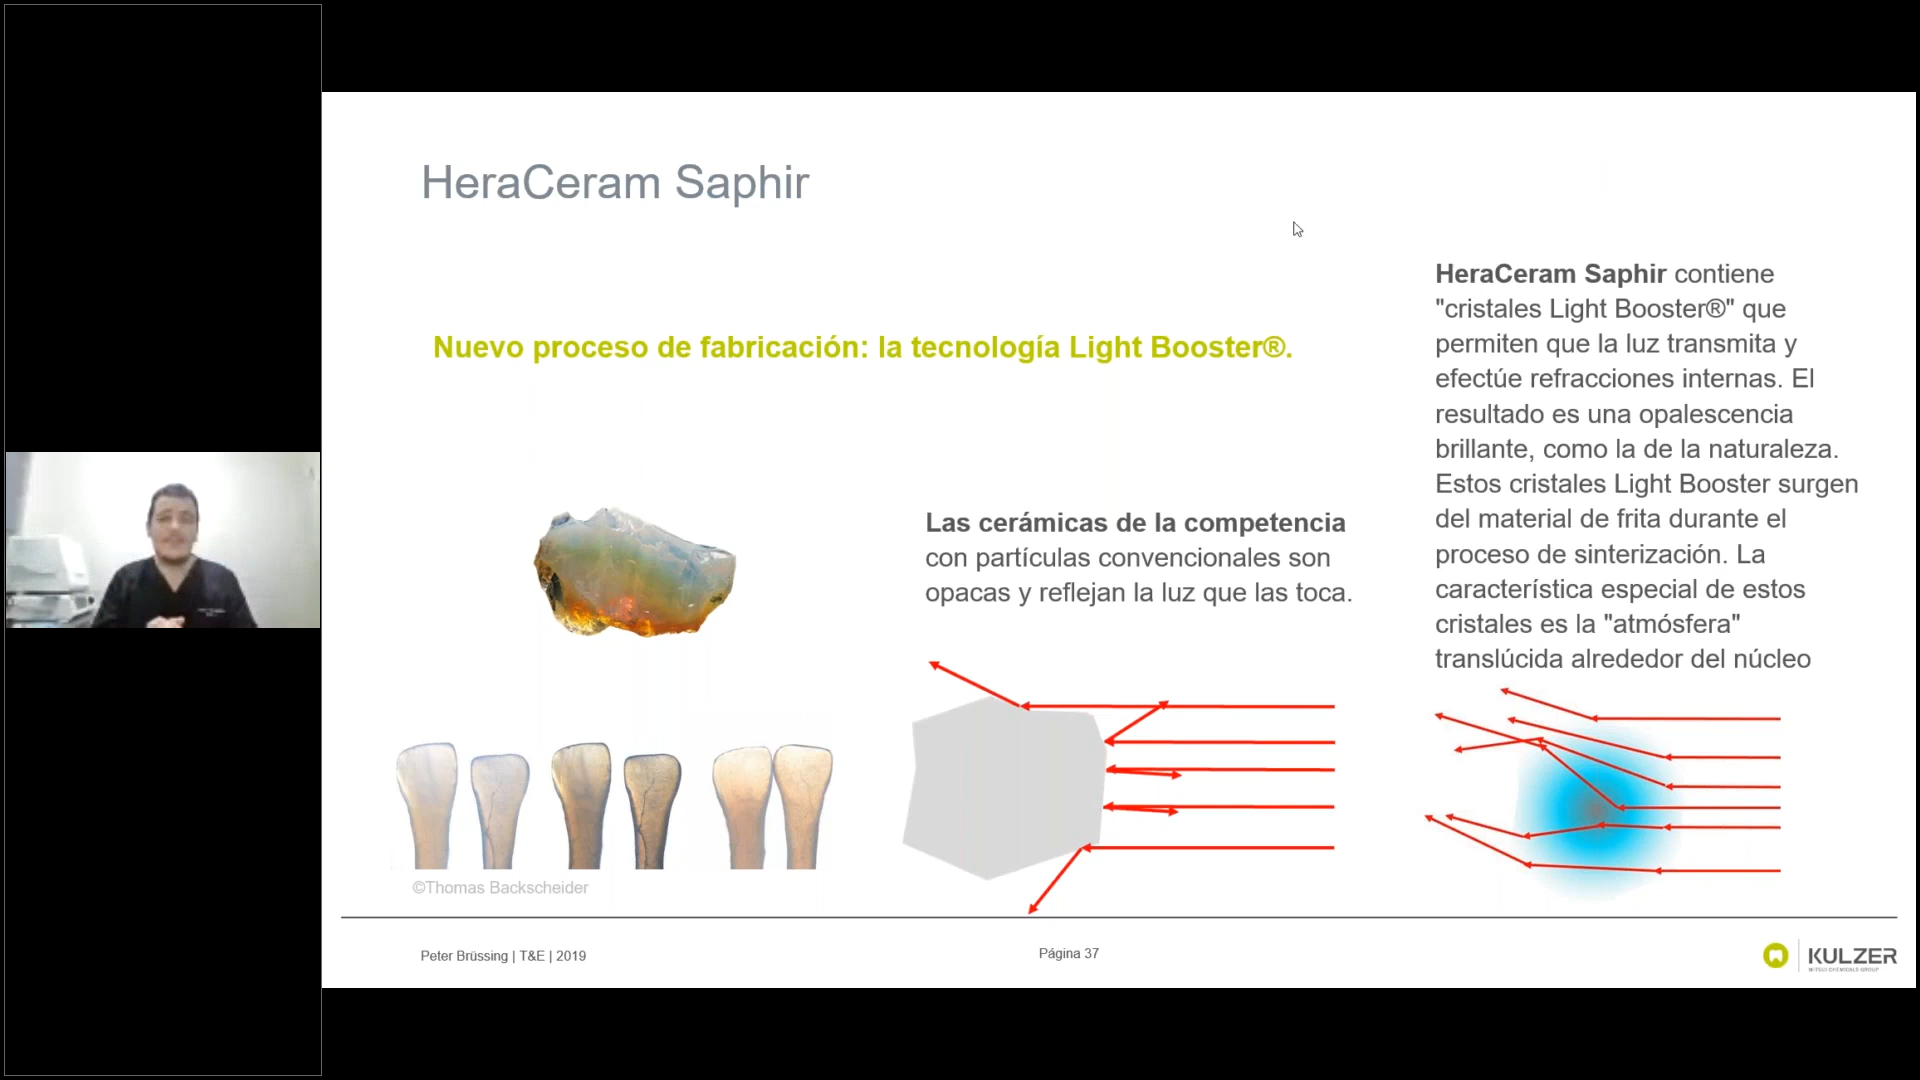 HeraCeram Saphir
Nuevo proceso de fabricación: la tecnología Light Booster®.
Las cerámicas de la competencia
con partículas convencionales son
opacas y reflejan la luz que las toca.
HeraCeram Saphir contiene
"cristales Light Booster®" que
permiten que la luz transmita y
efectúe refracciones internas. El
resultado es una opalescencia
brillante, como la de la naturaleza.
Estos cristales Light Booster surgen
del material de frita durante el
proceso de sinterización. La
característica especial de estos
cristales es la "atmósfera"
translúcida alrededor del núcleo
©Thomas Backscheider
Peter Brüssing | T&E | 2019
Página 37
KULZER
MITSUI CHEMICALS GROUP